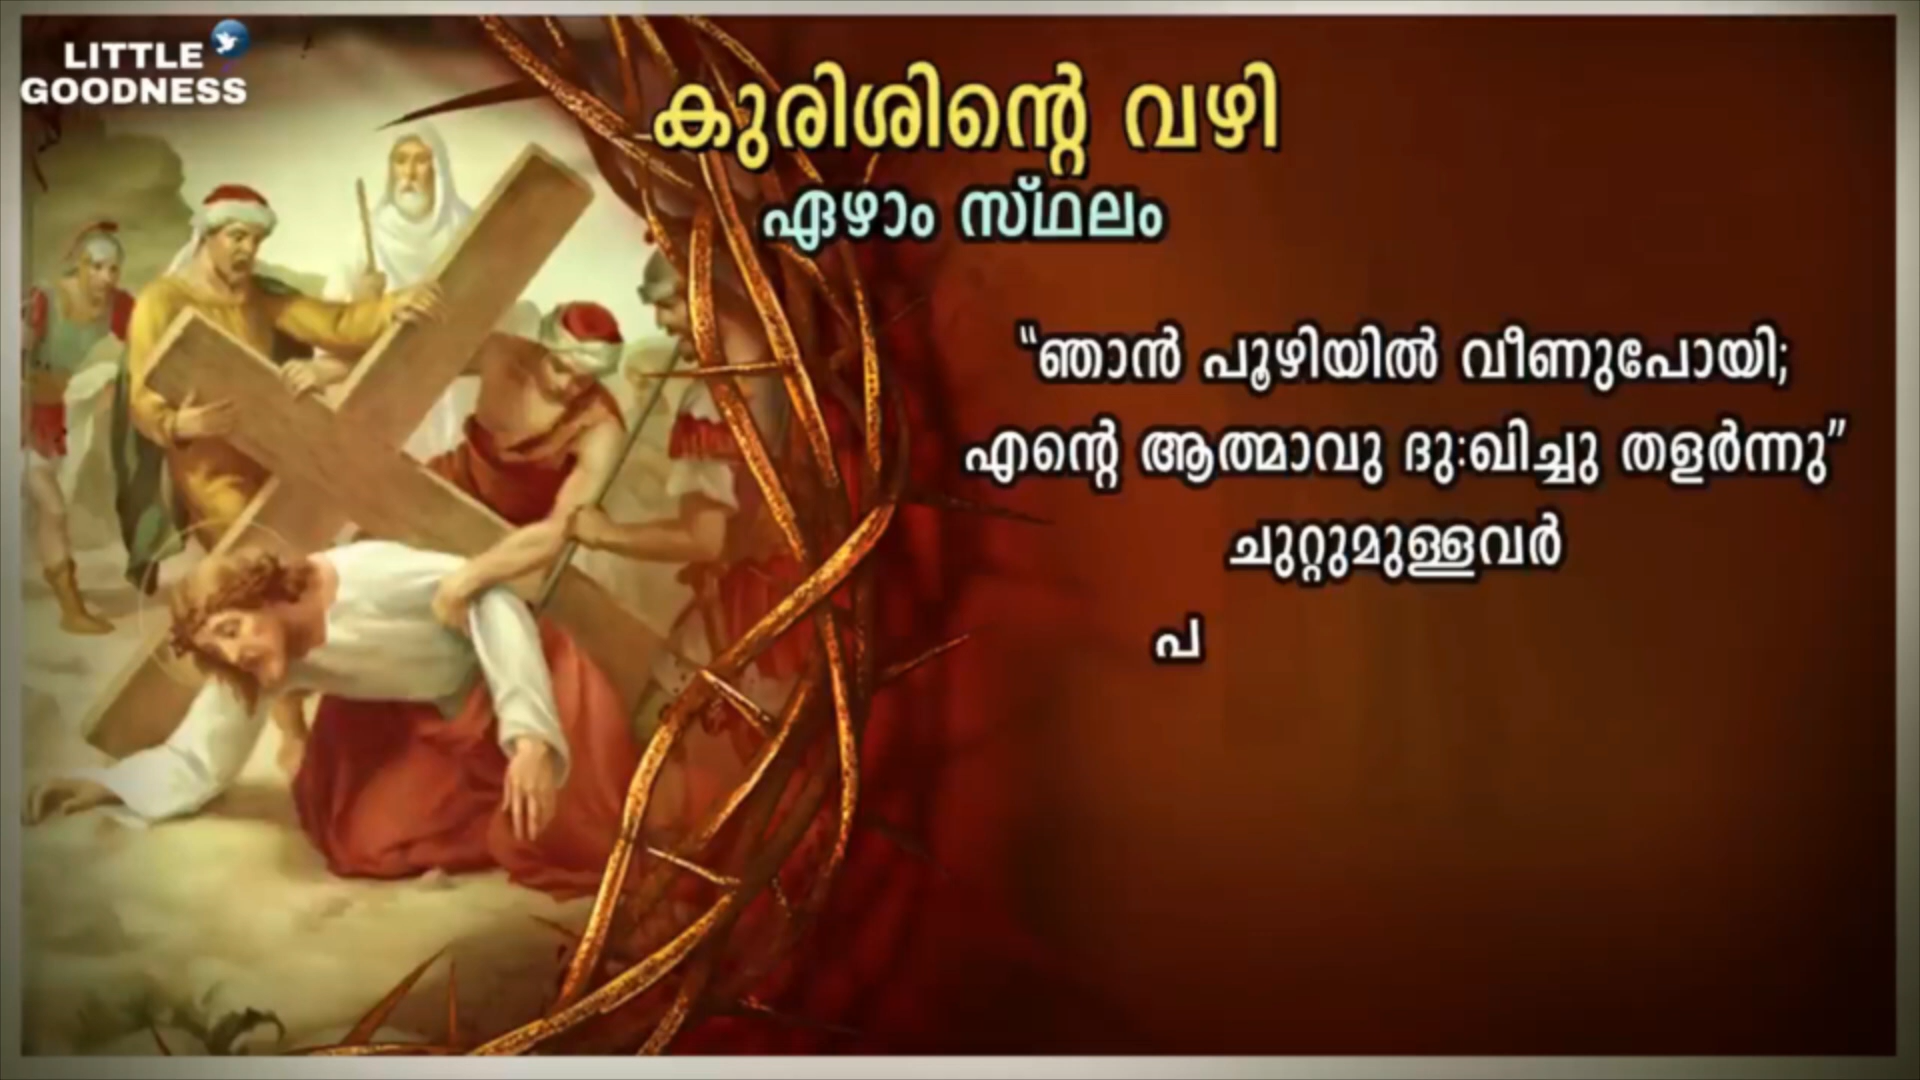 LITTLE
GOODNESS
കുരിശിന്റെ വഴി
ഏഴാം സ്ഥലം
“ഞാൻ പൂഴിയിൽ വീണുപോയി;
എന്റെ ആത്മാവു ദു:ഖിച്ചു തളർന്നു”
ചുറ്റുമുള്ളവർ
പ